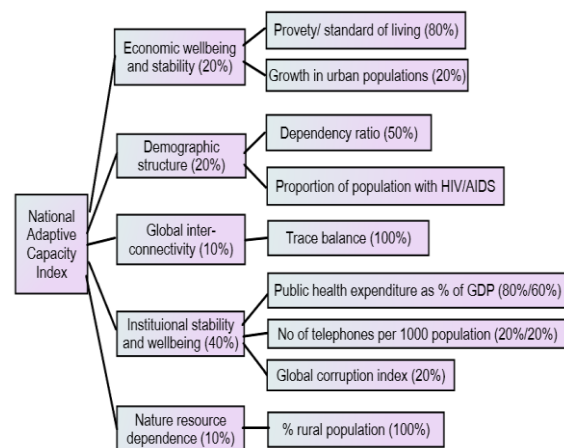 National
Adaptive
Capacity
Index
Economic wellbeing
and stability (20%)
Provety/ standard of living (80%)
Growth in urban populations (20%)
Demographic
structure (20%)
Dependency ratio (50%)
Proportion of population with HIV/AIDS
Global inter-
connectivity (10%)
Trace balance (100%)
Instituional stability
and wellbeing (40%)
Public health expenditure as % of GDP (80%/60%)
No of telephones per 1000 population (20%/20%)
Global corruption index (20%)
Nature resource
dependence (10%)
% rural population (100%)